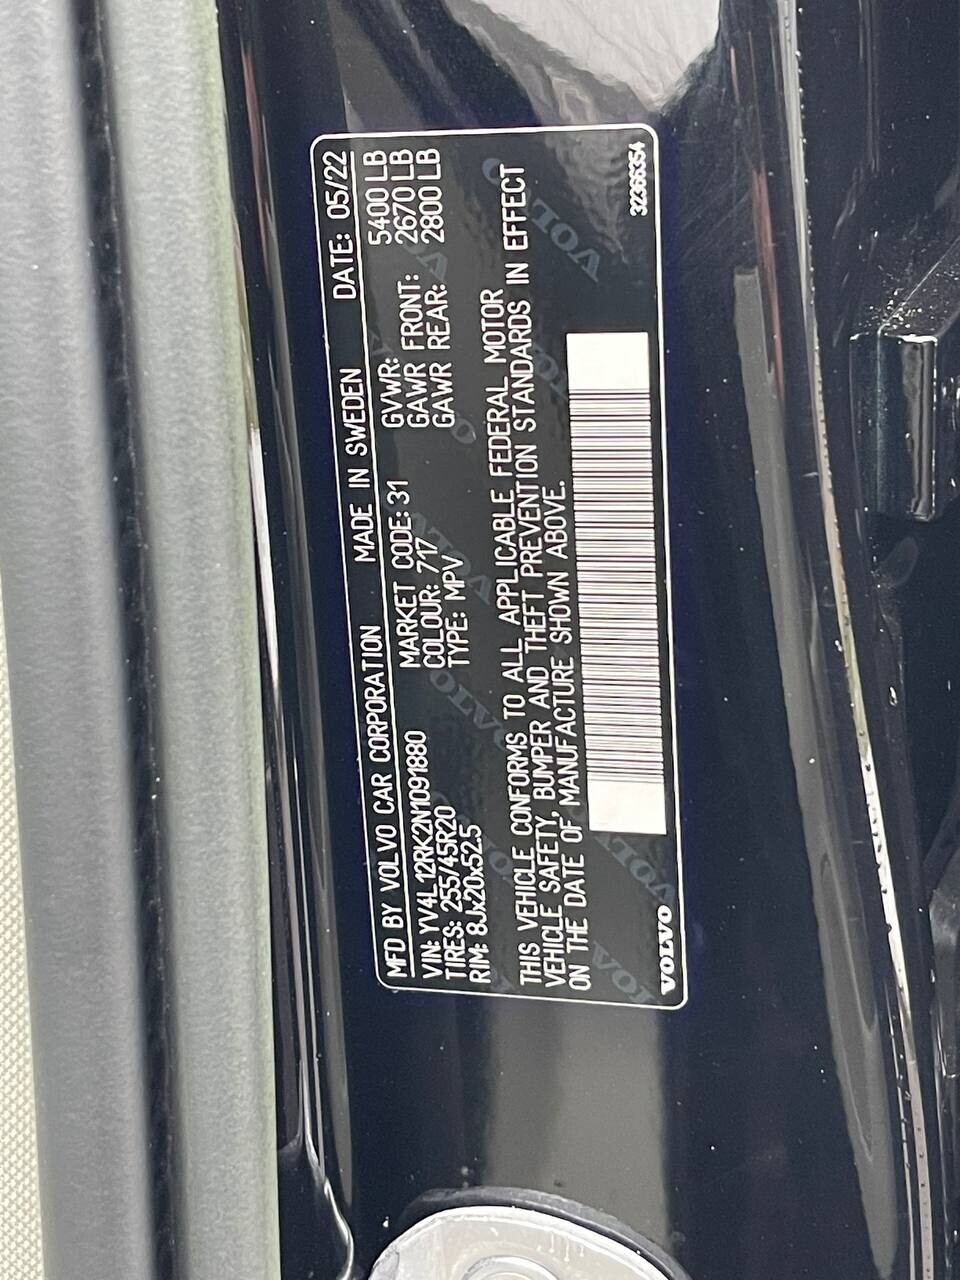 MFD BY VOLVO CAR CORPORATION MADE IN SWEDEN DATE: 05/22
VIN: YV4L12RK2N1091880 MARKET CODE: 31 GVWR: 5400 LB
TIRES: 255/45R20 COLOUR: 717 GAWR FRONT: 2670 LB
RIM: 8Jx20x52.5 TYPE: MPV GAWR REAR: 2800 LB
THIS VEHICLE CONFORMS TO ALL APPLICABLE FEDERAL MOTOR
VEHICLE SAFETY, BUMPER AND THEFT PREVENTION STANDARDS IN EFFECT
ON THE DATE OF MANUFACTURE SHOWN ABOVE.
VOLVO 32366354